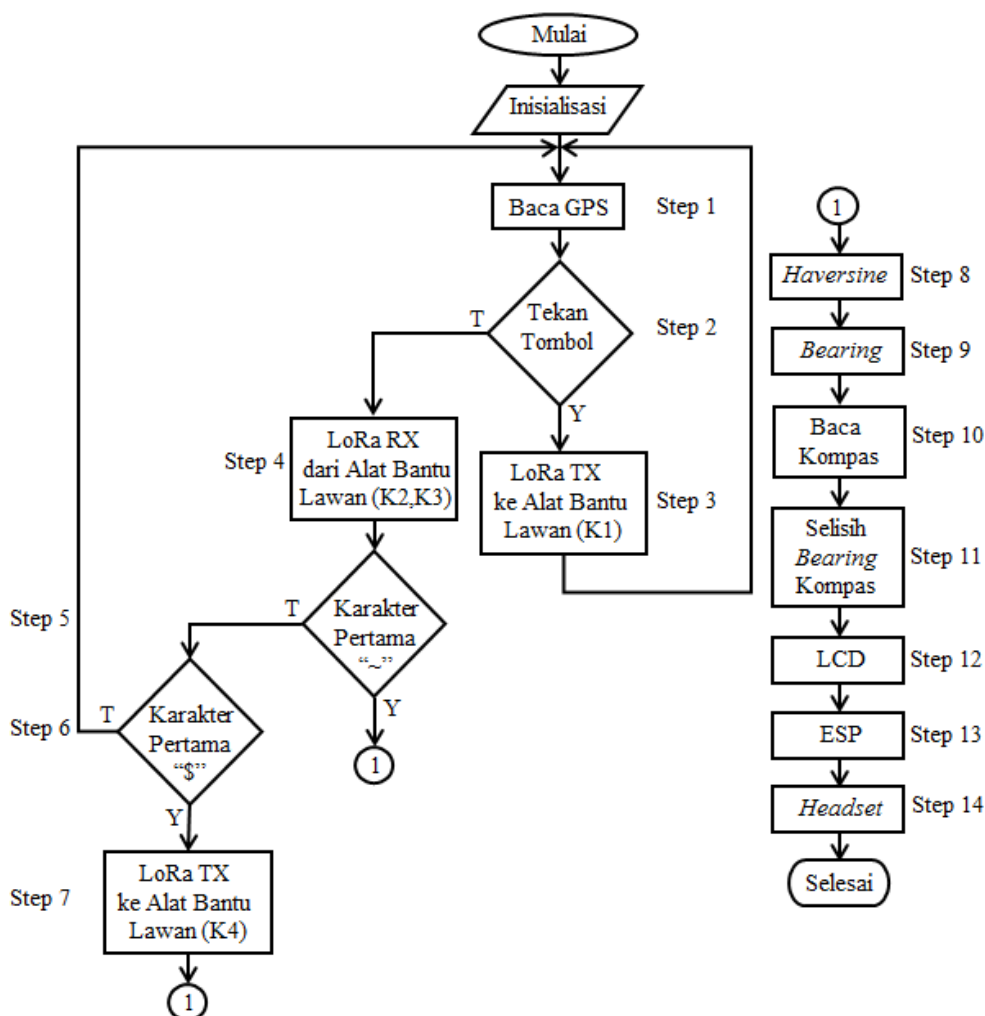 Mulai
Inisialisasi
Baca GPS
Step 1
Tekan
Tombol
Step 2
T
Y
LoRa RX
dari Alat Bantu
Lawan (K2,K3)
Step 4
LoRa TX
ke Alat Bantu
Lawan (K1)
Step 3
Karakter
Pertama
“~”
Step 5
T
Y
1
Karakter
Pertama
“$”
Step 6
T
Y
LoRa TX
ke Alat Bantu
Lawan (K4)
Step 7
1
1
Haversine
Step 8
Bearing
Step 9
Baca
Kompas
Step 10
Selisih
Bearing
Kompas
Step 11
LCD
Step 12
ESP
Step 13
Headset
Step 14
Selesai